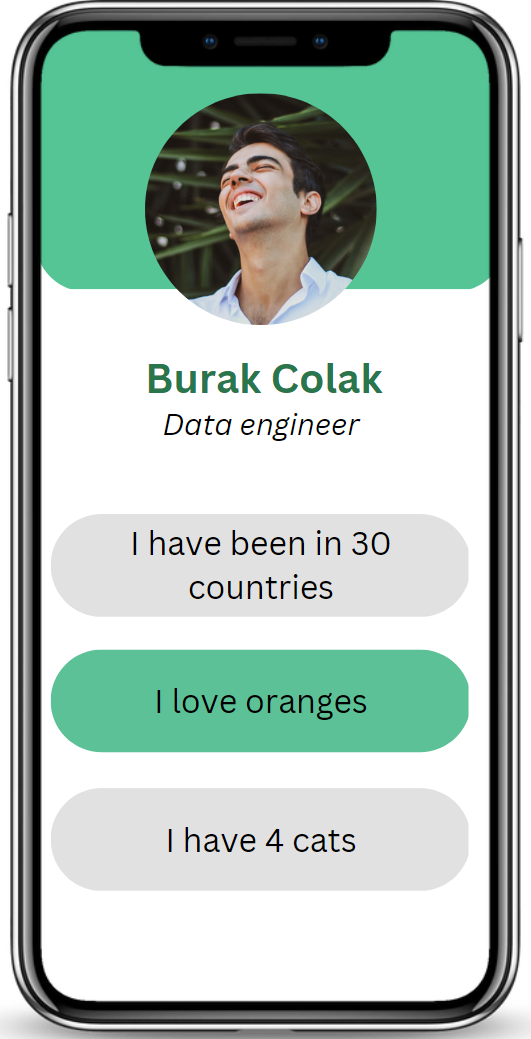 Burak Colak
Data engineer
I have been in 30
countries
I love oranges
I have 4 cats